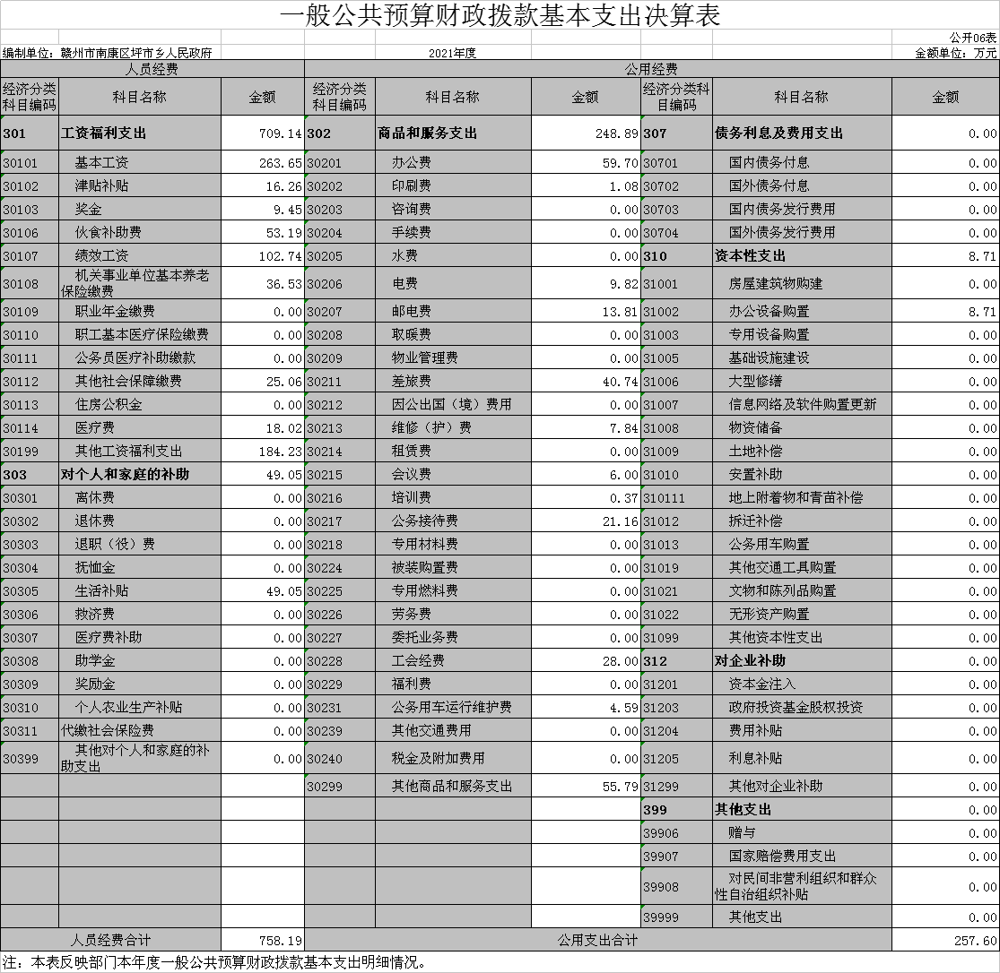 一般公共预算财政拨款基本支出决算表
公开06表
编制单位：赣州市南康区坪市乡人民政府 2021年度 金额单位：万元
人员经费 公用经费
经济分类科目编码 科目名称 金额 经济分类科目编码 科目名称 金额 经济分类科目编码 科目名称 金额
301 工资福利支出 709.14 302 商品和服务支出 248.89 307 债务利息及费用支出 0.00
30101 基本工资 263.65 30201 办公费 59.70 30701 国内债务付息 0.00
30102 津贴补贴 16.26 30202 印刷费 1.08 30702 国外债务付息 0.00
30103 奖金 9.45 30203 咨询费 0.00 30703 国内债务发行费用 0.00
30106 伙食补助费 53.19 30204 手续费 0.00 30704 国外债务发行费用 0.00
30107 绩效工资 102.74 30205 水费 0.00 310 资本性支出 8.71
30108 机关事业单位基本养老保险缴费 36.53 30206 电费 9.82 31001 房屋建筑物购建 0.00
30109 职业年金缴费 0.00 30207 邮电费 13.81 31002 办公设备购置 8.71
30110 职工基本医疗保险缴费 0.00 30208 取暖费 0.00 31003 专用设备购置 0.00
30111 公务员医疗补助缴款 0.00 30209 物业管理费 0.00 31005 基础设施建设 0.00
30112 其他社会保障缴费 25.06 30211 差旅费 40.74 31006 大型修缮 0.00
30113 住房公积金 0.00 30212 因公出国（境）费用 0.00 31007 信息网络及软件购置更新 0.00
30114 医疗费 18.02 30213 维修（护）费 7.84 31008 物资储备 0.00
30199 其他工资福利支出 184.23 30214 租赁费 0.00 31009 土地补偿 0.00
303 对个人和家庭的补助 49.05 30215 会议费 6.00 31010 安置补助 0.00
30301 离休费 0.00 30216 培训费 0.37 310111 地上附着物和青苗补偿 0.00
30302 退休费 0.00 30217 公务接待费 21.16 31012 拆迁补偿 0.00
30303 退职（役）费 0.00 30218 专用材料费 0.00 31013 公务用车购置 0.00
30304 抚恤金 0.00 30224 被装购置费 0.00 31019 其他交通工具购置 0.00
30305 生活补贴 49.05 30225 专用燃料费 0.00 31021 文物和陈列品购置 0.00
30306 救济费 0.00 30226 劳务费 0.00 31022 无形资产购置 0.00
30307 医疗费补助 0.00 30227 委托业务费 0.00 31099 其他资本性支出 0.00
30308 助学金 0.00 30228 工会经费 28.00 312 对企业补助 0.00
30309 奖励金 0.00 30229 福利费 0.00 31201 资本金注入 0.00
30310 个人农业生产补贴 0.00 30231 公务用车运行维护费 4.59 31203 政府投资基金股权投资 0.00
30311 代缴社会保险费 0.00 30239 其他交通费用 0.00 31204 费用补贴 0.00
30399 其他对个人和家庭的补助支出 0.00 30240 税金及附加费用 0.00 31205 利息补贴 0.00
30299 其他商品和服务支出 55.79 31299 其他对企业补助 0.00
399 其他支出 0.00
39906 赠与 0.00
39907 国家赔偿费用支出 0.00
39908 对民间非营利组织和群众性自治组织补贴 0.00
39999 其他支出 0.00
人员经费合计 758.19 公用支出合计 257.60
注：本表反映部门本年度一般公共预算财政拨款基本支出明细情况。